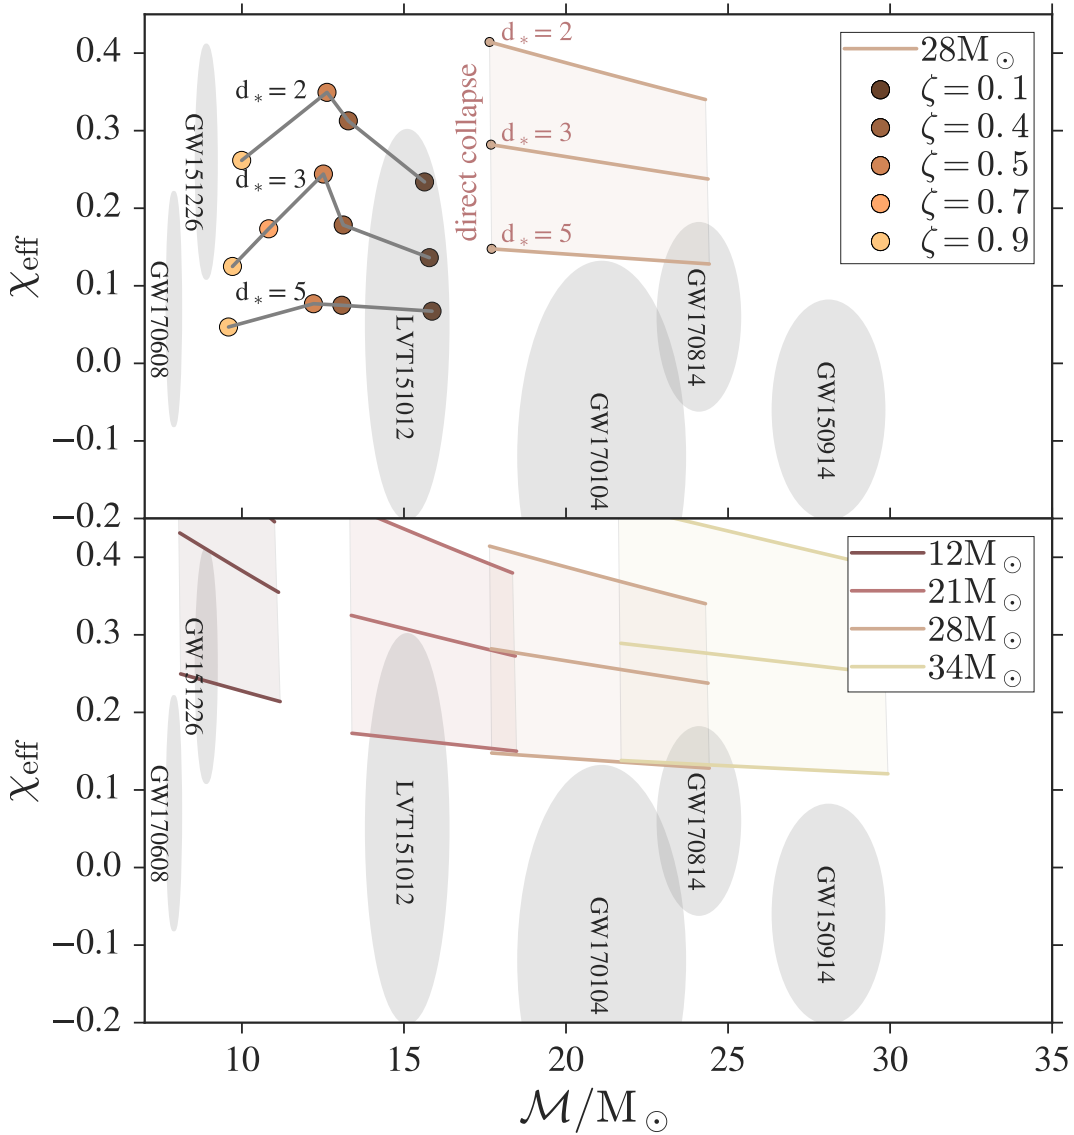 0.4
0.3
0.2
0.1
0.0
−0.1
−0.2
χeff
d∗=2
d∗=3
d∗=5
GW151226
GW170608
LVT151012
direct collapse
d∗=2
d∗=3
d∗=5
GW170104
GW170814
GW150914
28M⊙
ζ=0.1
ζ=0.4
ζ=0.5
ζ=0.7
ζ=0.9
0.4
0.3
0.2
0.1
0.0
−0.1
−0.2
χeff
GW151226
GW170608
LVT151012
GW170104
GW170814
GW150914
12M⊙
21M⊙
28M⊙
34M⊙
10 15 20 25 30 35
ℳ/M⊙